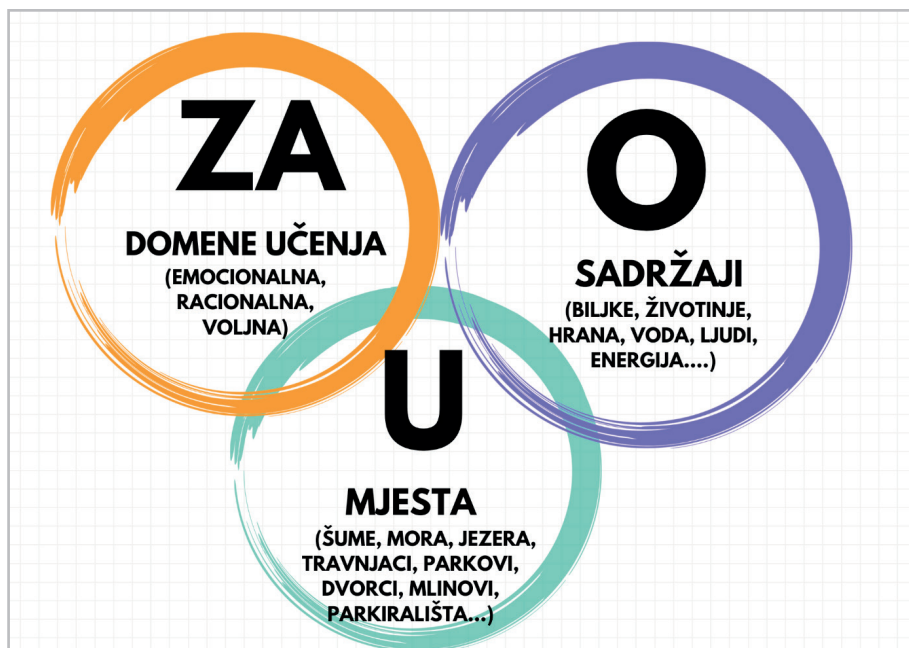 ZA
DOMENE UČENJA
(EMOCIONALNA,
RACIONALNA,
VOLJNA)
O
SADRŽAJI
(BILJKE, ŽIVOTINJE,
HRANA, VODA, LJUDI,
ENERGIJA....)
U
MJESTA
(ŠUME, MORA, JEZERA,
TRAVNJACI, PARKOVI,
DVORCI, MLINOVI,
PARKIRALIŠTA...)